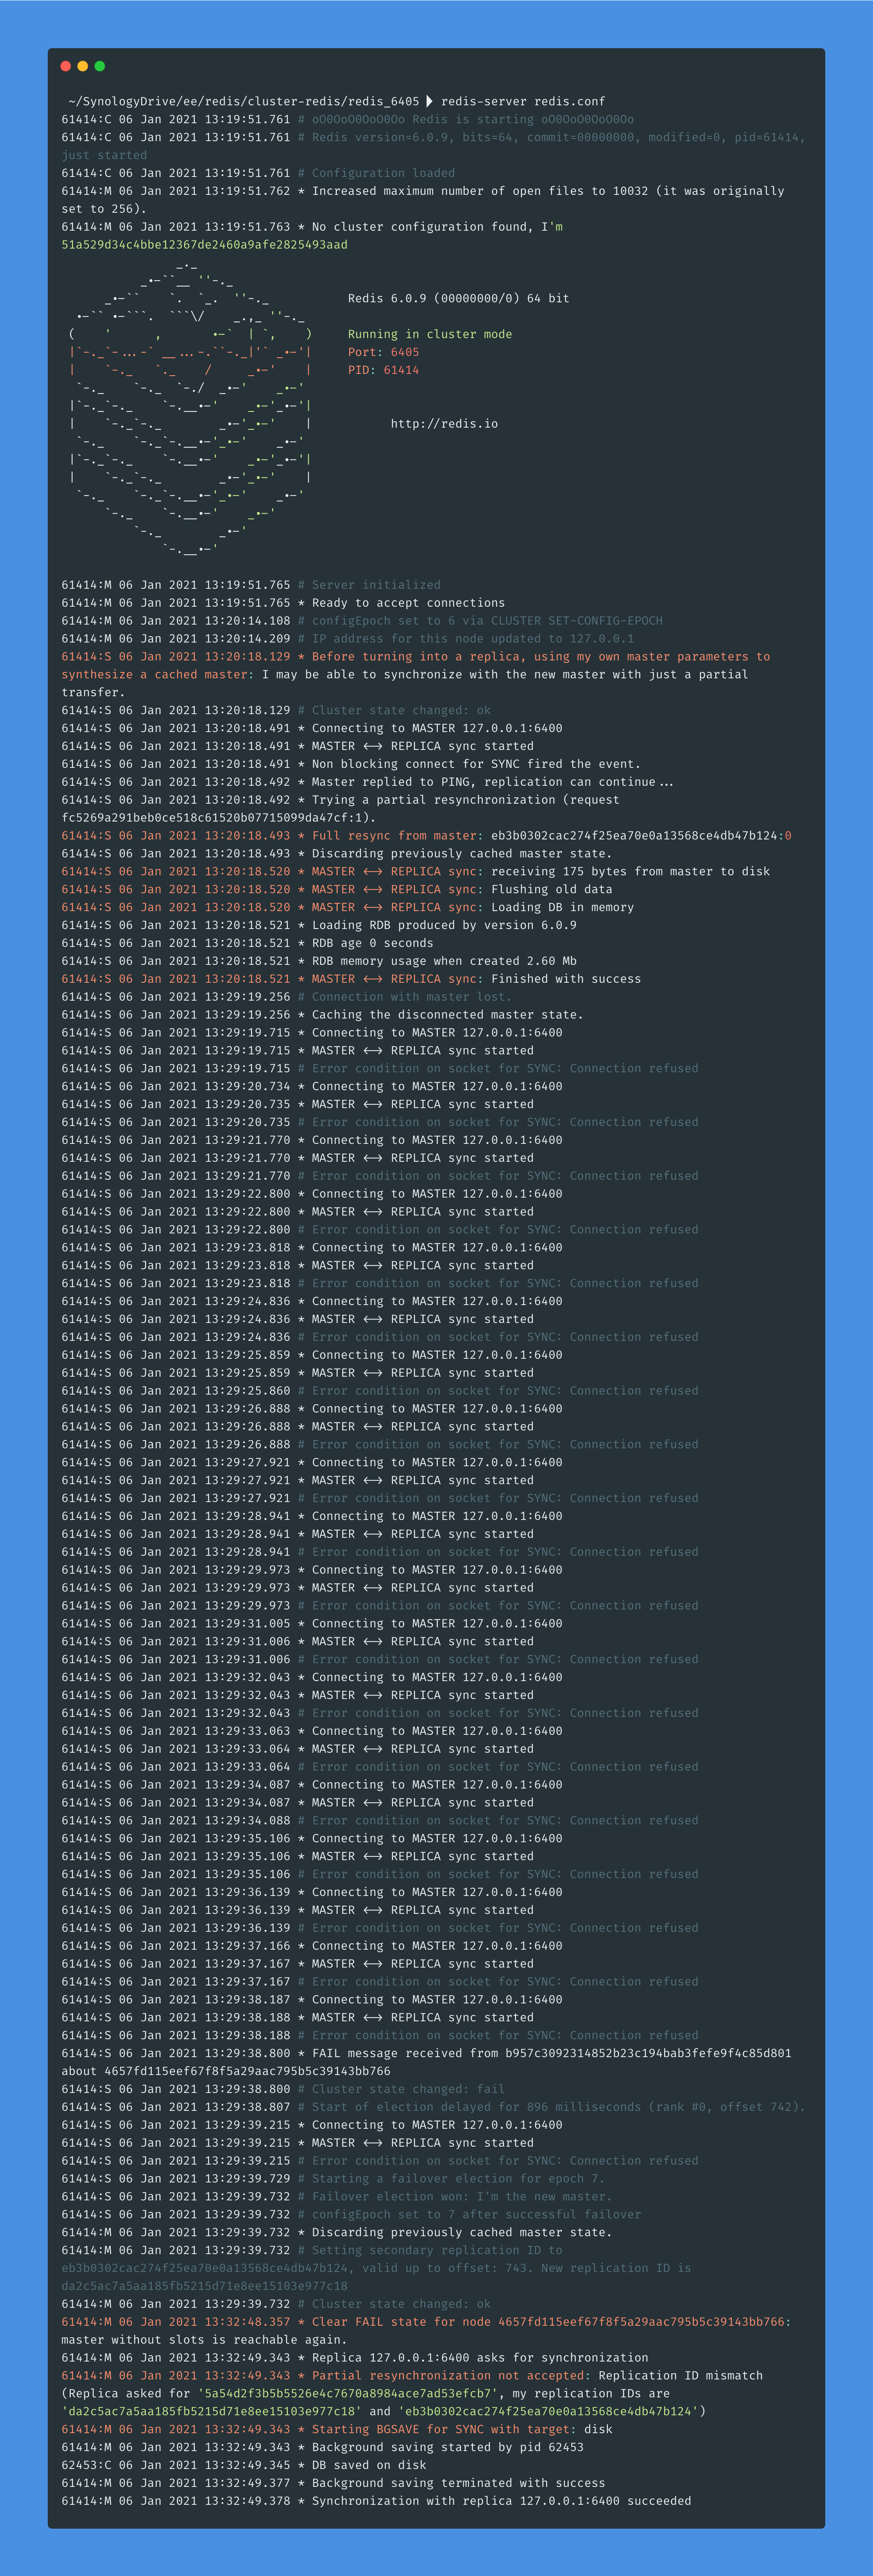 ~/SynologyDrive/ee/redis/cluster-redis/redis_6405 ⏵ redis-server redis.conf
61414:C 06 Jan 2021 13:19:51.761 # oO0OoO0OoO0Oo Redis is starting oO0OoO0OoO0Oo
61414:C 06 Jan 2021 13:19:51.761 # Redis version=6.0.9, bits=64, commit=00000000, modified=0, pid=61414,
just started
61414:C 06 Jan 2021 13:19:51.761 # Configuration loaded
61414:M 06 Jan 2021 13:19:51.762 * Increased maximum number of open files to 10032 (it was originally
set to 256).
61414:M 06 Jan 2021 13:19:51.763 * No cluster configuration found, I'm
51a529d34c4bbe12367de2460a9afe2825493aad
Redis 6.0.9 (00000000/0) 64 bit
Running in cluster mode
Port: 6405
PID: 61414
http://redis.io
61414:M 06 Jan 2021 13:19:51.765 # Server initialized
61414:M 06 Jan 2021 13:19:51.765 * Ready to accept connections
61414:M 06 Jan 2021 13:20:14.108 # configEpoch set to 6 via CLUSTER SET-CONFIG-EPOCH
61414:M 06 Jan 2021 13:20:14.209 # IP address for this node updated to 127.0.0.1
61414:S 06 Jan 2021 13:20:18.129 * Before turning into a replica, using my own master parameters to
synthesize a cached master: I may be able to synchronize with the new master with just a partial
transfer.
61414:S 06 Jan 2021 13:20:18.129 # Cluster state changed: ok
61414:S 06 Jan 2021 13:20:18.491 * Connecting to MASTER 127.0.0.1:6400
61414:S 06 Jan 2021 13:20:18.491 * MASTER <-> REPLICA sync started
61414:S 06 Jan 2021 13:20:18.491 * Non blocking connect for SYNC fired the event.
61414:S 06 Jan 2021 13:20:18.492 * Master replied to PING, replication can continue...
61414:S 06 Jan 2021 13:20:18.492 * Trying a partial resynchronization (request
fc5269a291beb0ce518c61520b07715099da47cf:1).
61414:S 06 Jan 2021 13:20:18.493 * Full resync from master: eb3b0302cac274f25ea70e0a13568ce4db47b124:0
61414:S 06 Jan 2021 13:20:18.493 * Discarding previously cached master state.
61414:S 06 Jan 2021 13:20:18.520 * MASTER <-> REPLICA sync: receiving 175 bytes from master to disk
61414:S 06 Jan 2021 13:20:18.520 * MASTER <-> REPLICA sync: Flushing old data
61414:S 06 Jan 2021 13:20:18.520 * MASTER <-> REPLICA sync: Loading DB in memory
61414:S 06 Jan 2021 13:20:18.521 * Loading RDB produced by version 6.0.9
61414:S 06 Jan 2021 13:20:18.521 * RDB age 0 seconds
61414:S 06 Jan 2021 13:20:18.521 * RDB memory usage when created 2.60 Mb
61414:S 06 Jan 2021 13:20:18.521 * MASTER <-> REPLICA sync: Finished with success
61414:S 06 Jan 2021 13:29:19.256 # Connection with master lost.
61414:S 06 Jan 2021 13:29:19.256 * Caching the disconnected master state.
61414:S 06 Jan 2021 13:29:19.715 * Connecting to MASTER 127.0.0.1:6400
61414:S 06 Jan 2021 13:29:19.715 * MASTER <-> REPLICA sync started
61414:S 06 Jan 2021 13:29:19.715 # Error condition on socket for SYNC: Connection refused
61414:S 06 Jan 2021 13:29:20.734 * Connecting to MASTER 127.0.0.1:6400
61414:S 06 Jan 2021 13:29:20.735 * MASTER <-> REPLICA sync started
61414:S 06 Jan 2021 13:29:20.735 # Error condition on socket for SYNC: Connection refused
61414:S 06 Jan 2021 13:29:21.770 * Connecting to MASTER 127.0.0.1:6400
61414:S 06 Jan 2021 13:29:21.770 * MASTER <-> REPLICA sync started
61414:S 06 Jan 2021 13:29:21.770 # Error condition on socket for SYNC: Connection refused
61414:S 06 Jan 2021 13:29:22.800 * Connecting to MASTER 127.0.0.1:6400
61414:S 06 Jan 2021 13:29:22.800 * MASTER <-> REPLICA sync started
61414:S 06 Jan 2021 13:29:22.800 # Error condition on socket for SYNC: Connection refused
61414:S 06 Jan 2021 13:29:23.818 * Connecting to MASTER 127.0.0.1:6400
61414:S 06 Jan 2021 13:29:23.818 * MASTER <-> REPLICA sync started
61414:S 06 Jan 2021 13:29:23.818 # Error condition on socket for SYNC: Connection refused
61414:S 06 Jan 2021 13:29:24.836 * Connecting to MASTER 127.0.0.1:6400
61414:S 06 Jan 2021 13:29:24.836 * MASTER <-> REPLICA sync started
61414:S 06 Jan 2021 13:29:24.836 # Error condition on socket for SYNC: Connection refused
61414:S 06 Jan 2021 13:29:25.859 * Connecting to MASTER 127.0.0.1:6400
61414:S 06 Jan 2021 13:29:25.859 * MASTER <-> REPLICA sync started
61414:S 06 Jan 2021 13:29:25.860 # Error condition on socket for SYNC: Connection refused
61414:S 06 Jan 2021 13:29:26.888 * Connecting to MASTER 127.0.0.1:6400
61414:S 06 Jan 2021 13:29:26.888 * MASTER <-> REPLICA sync started
61414:S 06 Jan 2021 13:29:26.888 # Error condition on socket for SYNC: Connection refused
61414:S 06 Jan 2021 13:29:27.921 * Connecting to MASTER 127.0.0.1:6400
61414:S 06 Jan 2021 13:29:27.921 * MASTER <-> REPLICA sync started
61414:S 06 Jan 2021 13:29:27.921 # Error condition on socket for SYNC: Connection refused
61414:S 06 Jan 2021 13:29:28.941 * Connecting to MASTER 127.0.0.1:6400
61414:S 06 Jan 2021 13:29:28.941 * MASTER <-> REPLICA sync started
61414:S 06 Jan 2021 13:29:28.941 # Error condition on socket for SYNC: Connection refused
61414:S 06 Jan 2021 13:29:29.973 * Connecting to MASTER 127.0.0.1:6400
61414:S 06 Jan 2021 13:29:29.973 * MASTER <-> REPLICA sync started
61414:S 06 Jan 2021 13:29:29.973 # Error condition on socket for SYNC: Connection refused
61414:S 06 Jan 2021 13:29:31.005 * Connecting to MASTER 127.0.0.1:6400
61414:S 06 Jan 2021 13:29:31.006 * MASTER <-> REPLICA sync started
61414:S 06 Jan 2021 13:29:31.006 # Error condition on socket for SYNC: Connection refused
61414:S 06 Jan 2021 13:29:32.043 * Connecting to MASTER 127.0.0.1:6400
61414:S 06 Jan 2021 13:29:32.043 * MASTER <-> REPLICA sync started
61414:S 06 Jan 2021 13:29:32.043 # Error condition on socket for SYNC: Connection refused
61414:S 06 Jan 2021 13:29:33.063 * Connecting to MASTER 127.0.0.1:6400
61414:S 06 Jan 2021 13:29:33.064 * MASTER <-> REPLICA sync started
61414:S 06 Jan 2021 13:29:33.064 # Error condition on socket for SYNC: Connection refused
61414:S 06 Jan 2021 13:29:34.087 * Connecting to MASTER 127.0.0.1:6400
61414:S 06 Jan 2021 13:29:34.087 * MASTER <-> REPLICA sync started
61414:S 06 Jan 2021 13:29:34.088 # Error condition on socket for SYNC: Connection refused
61414:S 06 Jan 2021 13:29:35.106 * Connecting to MASTER 127.0.0.1:6400
61414:S 06 Jan 2021 13:29:35.106 * MASTER <-> REPLICA sync started
61414:S 06 Jan 2021 13:29:35.106 # Error condition on socket for SYNC: Connection refused
61414:S 06 Jan 2021 13:29:36.139 * Connecting to MASTER 127.0.0.1:6400
61414:S 06 Jan 2021 13:29:36.139 * MASTER <-> REPLICA sync started
61414:S 06 Jan 2021 13:29:36.139 # Error condition on socket for SYNC: Connection refused
61414:S 06 Jan 2021 13:29:37.166 * Connecting to MASTER 127.0.0.1:6400
61414:S 06 Jan 2021 13:29:37.167 * MASTER <-> REPLICA sync started
61414:S 06 Jan 2021 13:29:37.167 # Error condition on socket for SYNC: Connection refused
61414:S 06 Jan 2021 13:29:38.187 * Connecting to MASTER 127.0.0.1:6400
61414:S 06 Jan 2021 13:29:38.188 * MASTER <-> REPLICA sync started
61414:S 06 Jan 2021 13:29:38.188 # Error condition on socket for SYNC: Connection refused
61414:S 06 Jan 2021 13:29:38.800 * FAIL message received from b957c3092314852b23c194bab3fefe9f4c85d801
about 4657fd115eef67f8f5a29aac795b5c39143bb766
61414:S 06 Jan 2021 13:29:38.800 # Cluster state changed: fail
61414:S 06 Jan 2021 13:29:38.807 # Start of election delayed for 896 milliseconds (rank #0, offset 742).
61414:S 06 Jan 2021 13:29:39.215 * Connecting to MASTER 127.0.0.1:6400
61414:S 06 Jan 2021 13:29:39.215 * MASTER <-> REPLICA sync started
61414:S 06 Jan 2021 13:29:39.215 # Error condition on socket for SYNC: Connection refused
61414:S 06 Jan 2021 13:29:39.729 # Starting a failover election for epoch 7.
61414:S 06 Jan 2021 13:29:39.732 # Failover election won: I'm the new master.
61414:S 06 Jan 2021 13:29:39.732 # configEpoch set to 7 after successful failover
61414:M 06 Jan 2021 13:29:39.732 * Discarding previously cached master state.
61414:M 06 Jan 2021 13:29:39.732 # Setting secondary replication ID to
eb3b0302cac274f25ea70e0a13568ce4db47b124, valid up to offset: 743. New replication ID is
da2c5ac7a5aa185fb5215d71e8ee15103e977c18
61414:M 06 Jan 2021 13:29:39.732 # Cluster state changed: ok
61414:M 06 Jan 2021 13:32:48.357 * Clear FAIL state for node 4657fd115eef67f8f5a29aac795b5c39143bb766:
master without slots is reachable again.
61414:M 06 Jan 2021 13:32:49.343 * Replica 127.0.0.1:6400 asks for synchronization
61414:M 06 Jan 2021 13:32:49.343 * Partial resynchronization not accepted: Replication ID mismatch
(Replica asked for '5a54d2f3b5b5526e4c7670a8984ace7ad53efcb7', my replication IDs are
'da2c5ac7a5aa185fb5215d71e8ee15103e977c18' and 'eb3b0302cac274f25ea70e0a13568ce4db47b124')
61414:M 06 Jan 2021 13:32:49.343 * Starting BGSAVE for SYNC with target: disk
61414:M 06 Jan 2021 13:32:49.343 * Background saving started by pid 62453
62453:C 06 Jan 2021 13:32:49.345 * DB saved on disk
61414:M 06 Jan 2021 13:32:49.377 * Background saving terminated with success
61414:M 06 Jan 2021 13:32:49.378 * Synchronization with replica 127.0.0.1:6400 succeeded